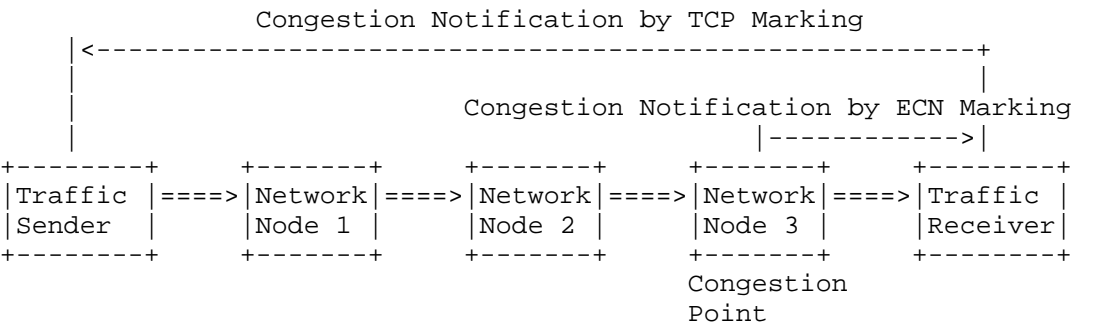 Congestion Notification by TCP Marking
Congestion Notification by ECN Marking
Traffic Network Network Network Traffic
Sender Node 1 Node 2 Node 3 Receiver
Congestion
Point